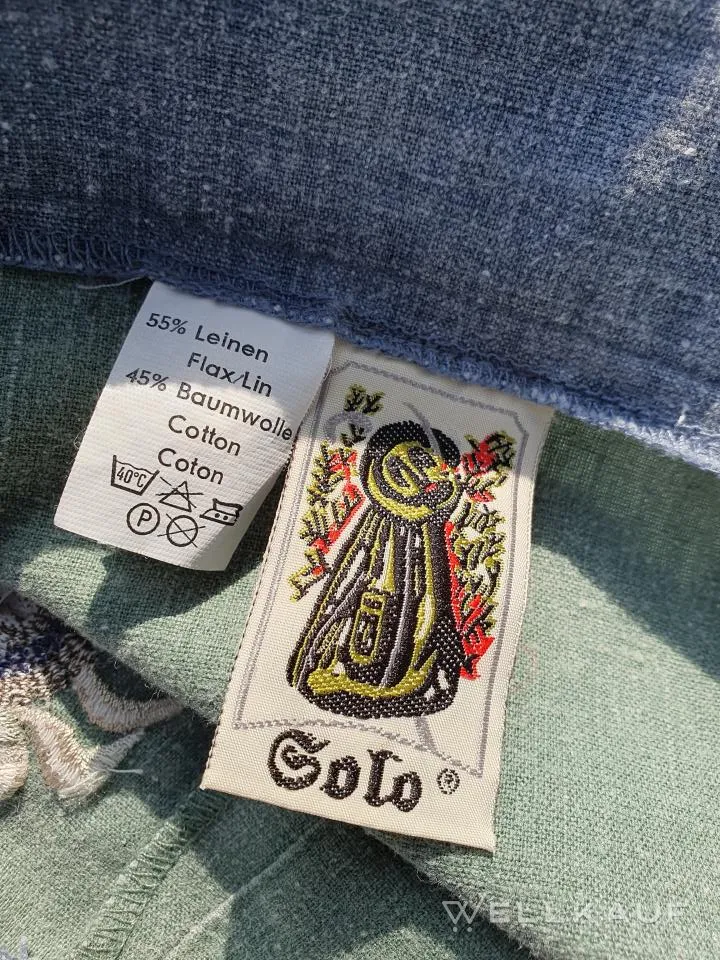 55% Leinen
Flax/Lin
45% Baumwolle
Cotton
Coton
40°C
P
Solo ®
WELLKAUF